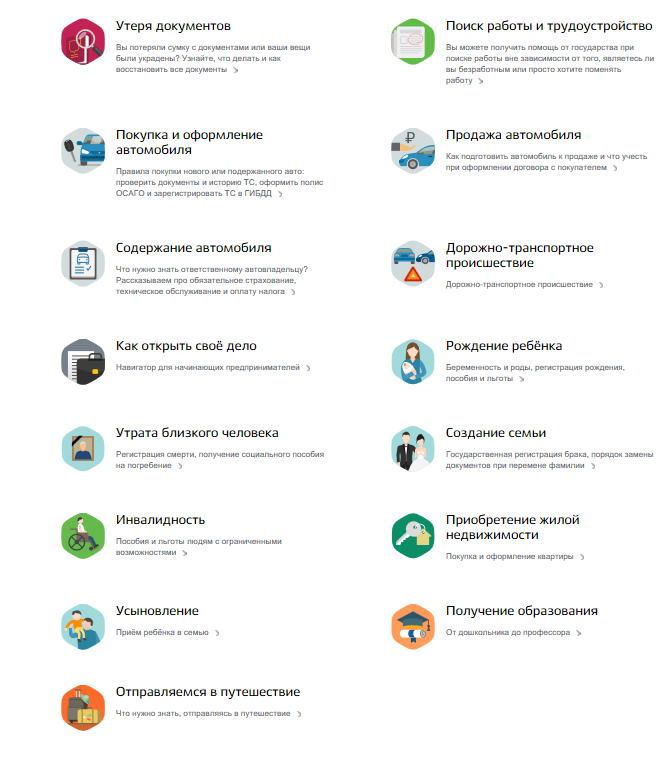 Утеря документов
Вы потеряли сумку с документами или ваши вещи
были украдены? Узнайте, что делать и как
восстановить все документы
Поиск работы и трудоустройство
Вы можете получить помощь от государства при
поиске работы вне зависимости от того, являетесь ли
вы безработным или просто хотите поменять
работу
Покупка и оформление
автомобиля
Правила покупки нового или подержанного авто:
проверить документы и историю ТС, оформить полис
ОСАГО и зарегистрировать ТС в ГИБДД
Продажа автомобиля
Как подготовить автомобиль к продаже и что учесть
при оформлении договора с покупателем
Содержание автомобиля
Что нужно знать ответственному автовладельцу?
Рассказываем про обязательное страхование,
техническое обслуживание и оплату налога
Дорожно-транспортное
происшествие
Дорожно-транспортное происшествие
Как открыть своё дело
Навигатор для начинающих предпринимателей
Рождение ребёнка
Беременность и роды, регистрация рождения,
пособия и льготы
Утрата близкого человека
Регистрация смерти, получение социального пособия
на погребение
Создание семьи
Государственная регистрация брака, порядок замены
документов при перемене фамилии
Инвалидность
Пособия и льготы людям с ограниченными
возможностями
Приобретение жилой
недвижимости
Покупка и оформление квартиры
Усыновление
Приём ребёнка в семью
Получение образования
От дошкольника до профессора
Отправляемся в путешествие
Что нужно знать, отправляясь в путешествие